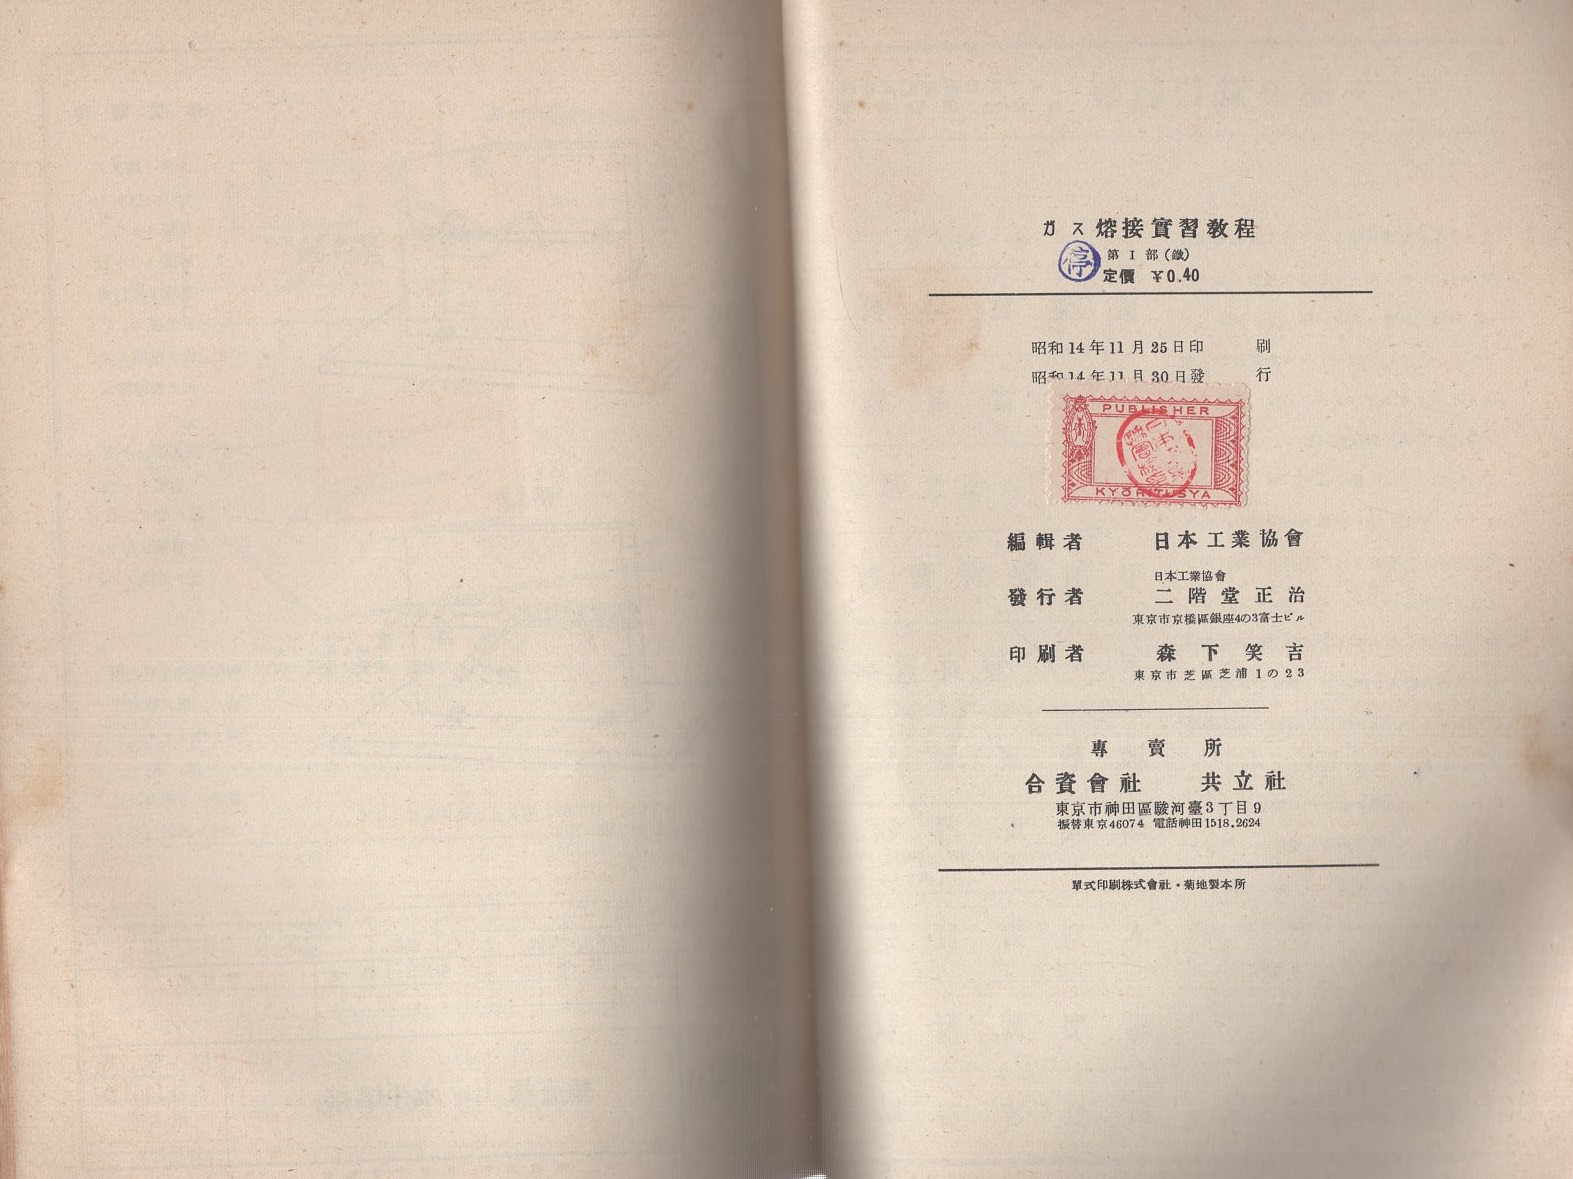 ガス熔接實習教程
第Ⅰ部(鐵)
停
定價 ¥0.40
昭和14年11月25日印刷
昭和14年11月30日發行
PUBLISHER
KYŌRITUSYA
編輯者 日本工業協會
日本工業協會
發行者 二階堂正治
東京市京橋區銀座4の3富士ビル
印刷者 森下笑吉
東京市芝區芝浦1の23
專賣所
合資會社 共立社
東京市神田區駿河臺3丁目9
振替東京46074 電話神田1518.2624
單式印刷株式會社・菊地製本所